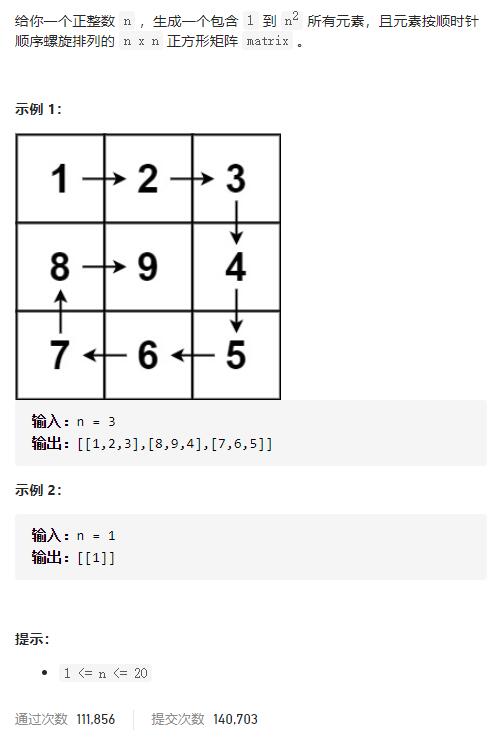 给你一个正整数 n ，生成一个包含 1 到 n² 所有元素，且元素按顺时针
顺序螺旋排列的 n x n 正方形矩阵 matrix 。
示例 1：
1 2 3
8 9 4
7 6 5
输入：n = 3
输出：[[1,2,3],[8,9,4],[7,6,5]]
示例 2：
输入：n = 1
输出：[[1]]
提示：
1 <= n <= 20
通过次数 111,856 提交次数 140,703